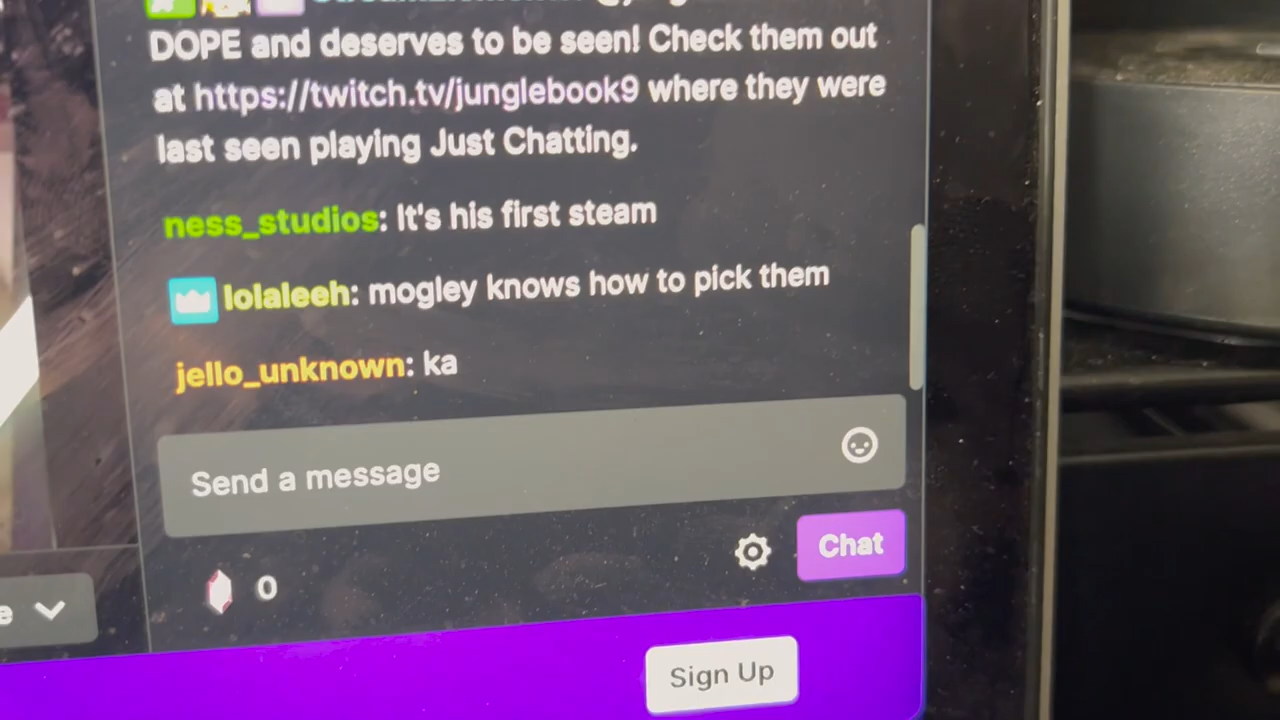 DOPE and deserves to be seen! Check them out
at https://twitch.tv/junglebook9 where they were
last seen playing Just Chatting.
ness_studios: It's his first steam
lolaleeh: mogley knows how to pick them
jello_unknown: ka
Send a message
0
Chat
Sign Up